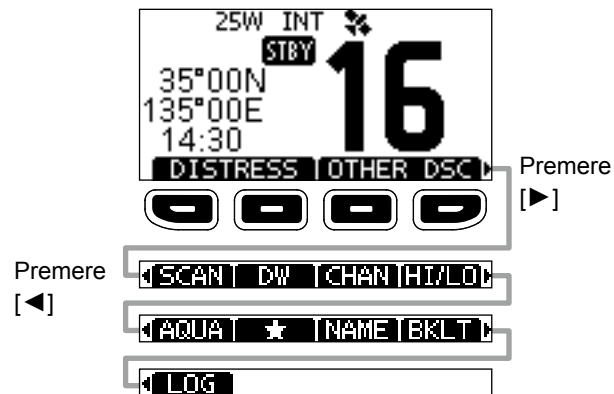 25W INT
STBY
16
35°00N
135°00E
14:30
DISTRESS OTHER DSC ▶
Premere
[▶]
Premere
[◀]
◀ SCAN DW CHAN HI/LO ▶
◀ AQUA ★ NAME BKLT ▶
◀ LOG